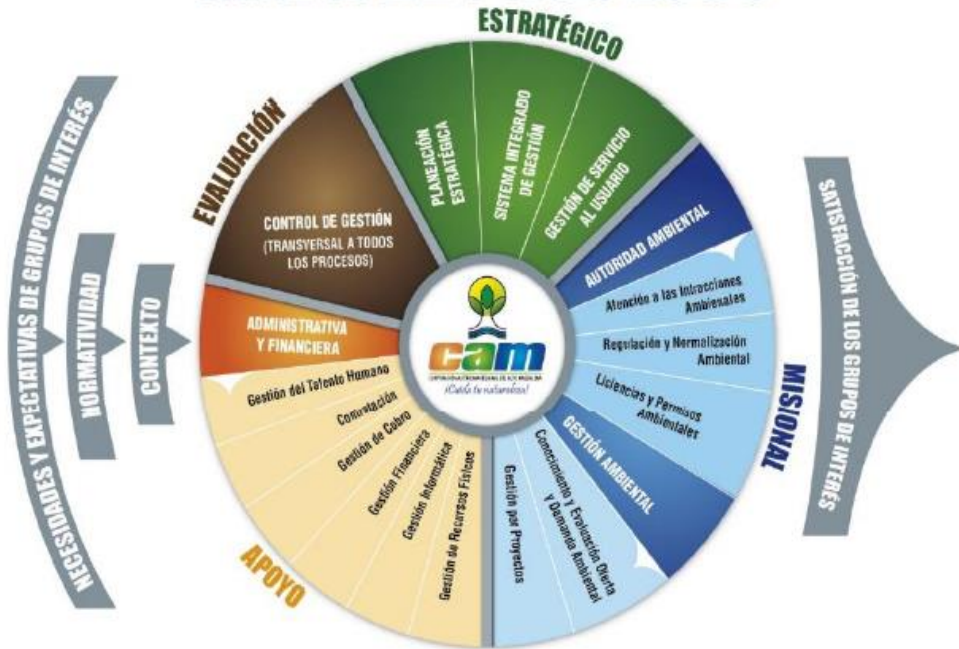 ESTRATÉGICO
PLANEACIÓN
ESTRATÉGICA
SISTEMA INTEGRADO
DE GESTIÓN
GESTIÓN DE SERVICIO
AL USUARIO
EVALUACIÓN
CONTROL DE GESTIÓN
(TRANSVERSAL A TODOS
LOS PROCESOS)
NECESIDADES Y EXPECTATIVAS DE GRUPOS DE INTERÉS
NORMATIVIDAD
CONTEXTO
AUTORIDAD AMBIENTAL
Atención a las Infracciones
Ambienales
Regulación y Normalización
Ambiental
Liciencias y Permisos
Ambientales
MISIONAL
GESTIÓN AMBIENTAL
Conocimiento y Evaluación Oferta
y Demanda Ambiental
Gestión por Proyectos
SATISFACCIÓN DE LOS GRUPOS DE INTERÉS
ADMINISTRATIVA
Y FINANCIERA
Gestión del Talento Humano
Contratación
Gestión de Cobro
Gestión Financiera
Gestión Informática
Gestión de Recursos Físicos
APOYO
cam
¡Cuida tu naturaleza!